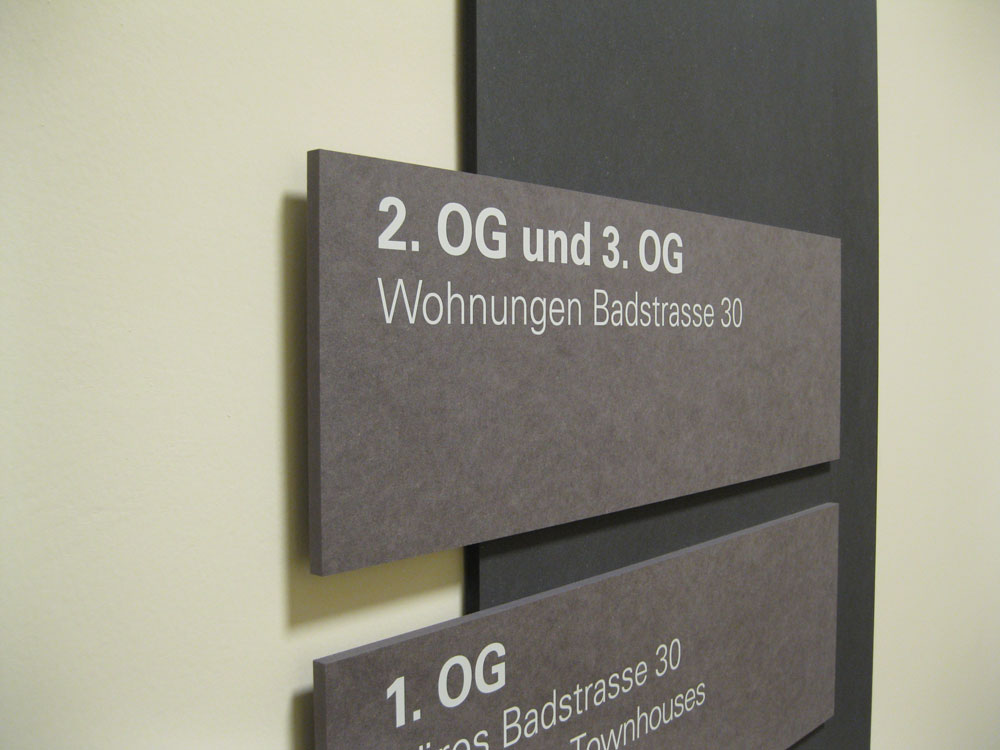 2. OG und 3. OG
Wohnungen Badstrasse 30
1. OG
Badstrasse 30
Townhouses